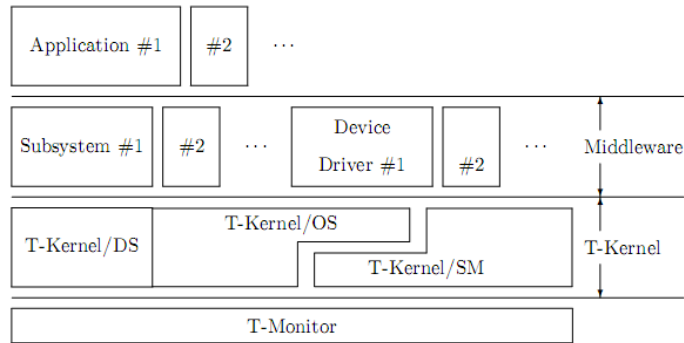 Application #1 #2 ···
Subsystem #1 #2 ··· Device Driver #1 #2 ··· Middleware
T-Kernel/DS T-Kernel/OS T-Kernel/SM T-Kernel
T-Monitor